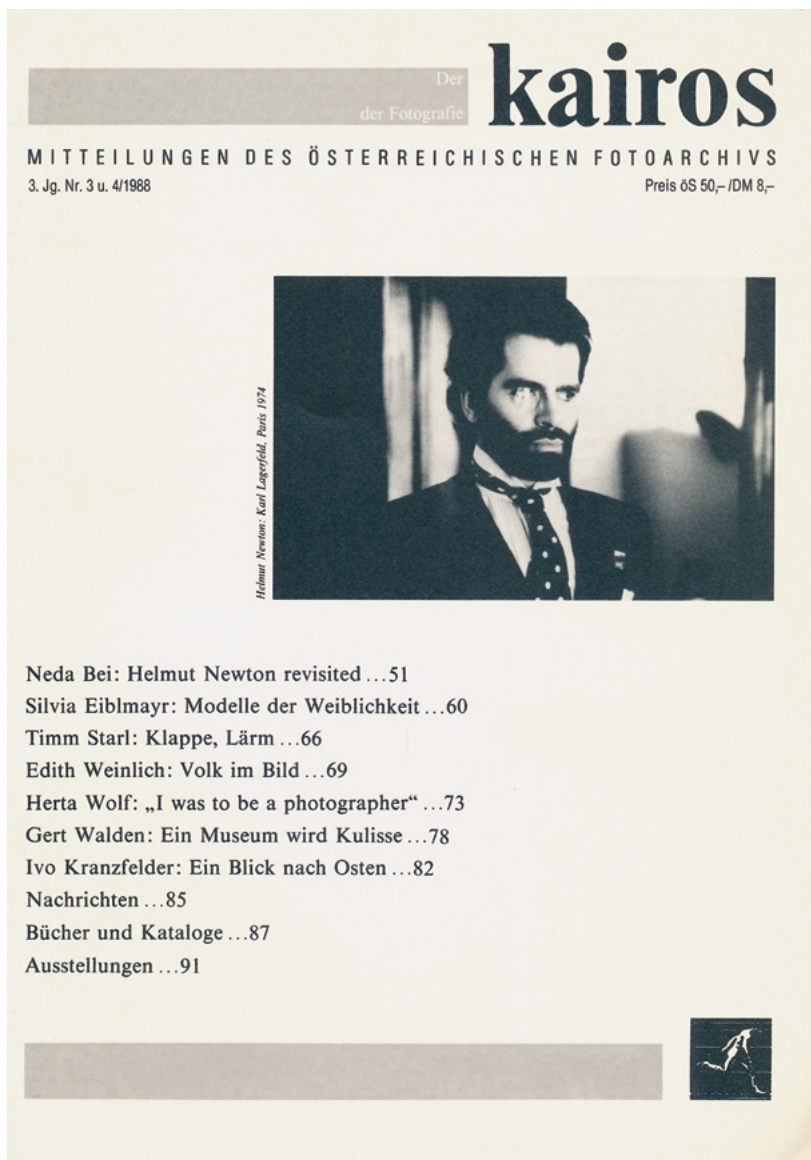 Der
kairos
der Fotografie
MITTEILUNGEN DES ÖSTERREICHISCHEN FOTOARCHIVS
3. Jg. Nr. 3 u. 4/1988
Preis öS 50,– /DM 8,–
Helmut Newton: Karl Lagerfeld, Paris 1974
Neda Bei: Helmut Newton revisited ...51
Silvia Eiblmayr: Modelle der Weiblichkeit ...60
Timm Starl: Klappe, Lärm ...66
Edith Weinlich: Volk im Bild ...69
Herta Wolf: „I was to be a photographer“ ...73
Gert Walden: Ein Museum wird Kulisse ...78
Ivo Kranzfelder: Ein Blick nach Osten ...82
Nachrichten ...85
Bücher und Kataloge ...87
Ausstellungen ...91